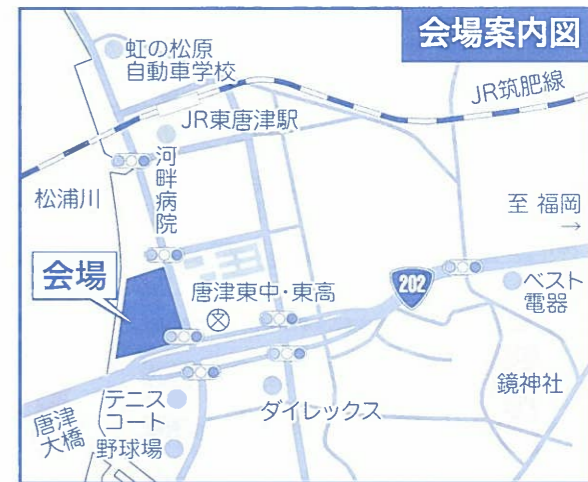 会場案内図
虹の松原
自動車学校
JR筑肥線
JR東唐津駅
河畔病院
松浦川
至 福岡
→
会場
唐津東中・東高
文
202
ベスト
電器
鏡神社
テニス
コート
ダイレックス
唐津
大橋
野球場